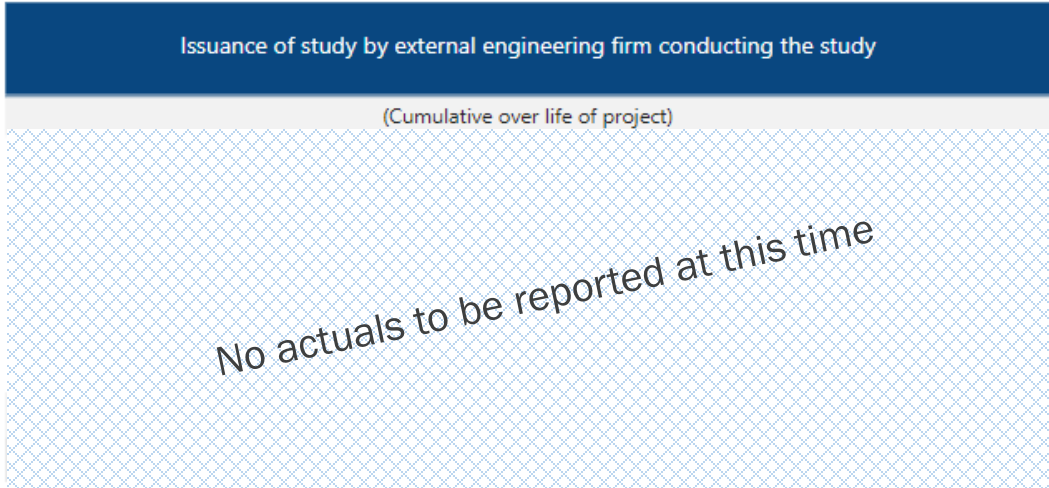 Issuance of study by external engineering firm conducting the study
(Cumulative over life of project)
No actuals to be reported at this time